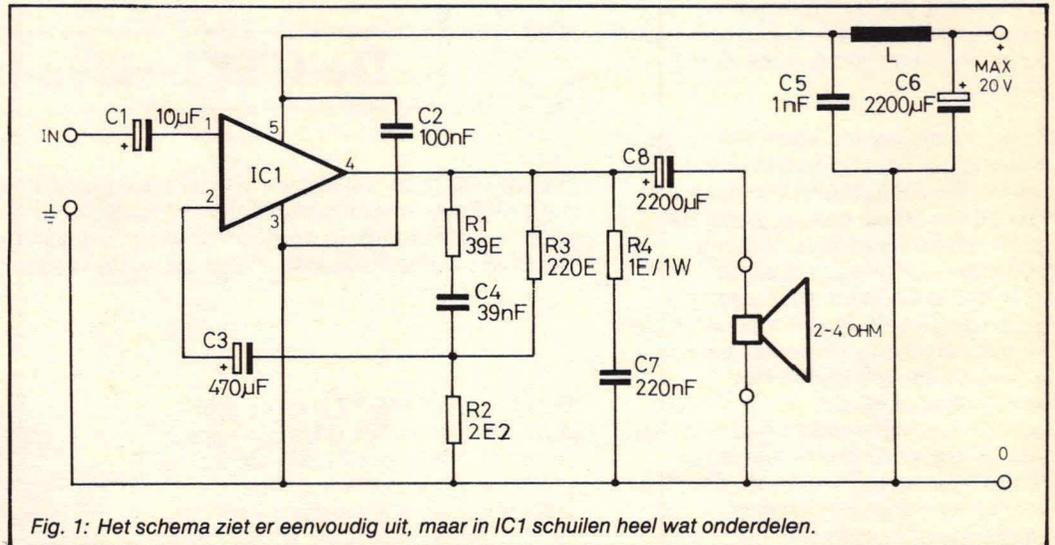 IN
C1
10µF
+
1
2
5
4
3
IC1
C2
100nF
C3
+
470µF
R1
39E
C4
39nF
R2
2E2
R3
220E
R4
1E/1W
C7
220nF
C8
+
2200µF
2-4 OHM
C5
1nF
L
C6
2200µF
+
+
MAX
20 V
0
Fig. 1: Het schema ziet er eenvoudig uit, maar in IC1 schuilen heel wat onderdelen.